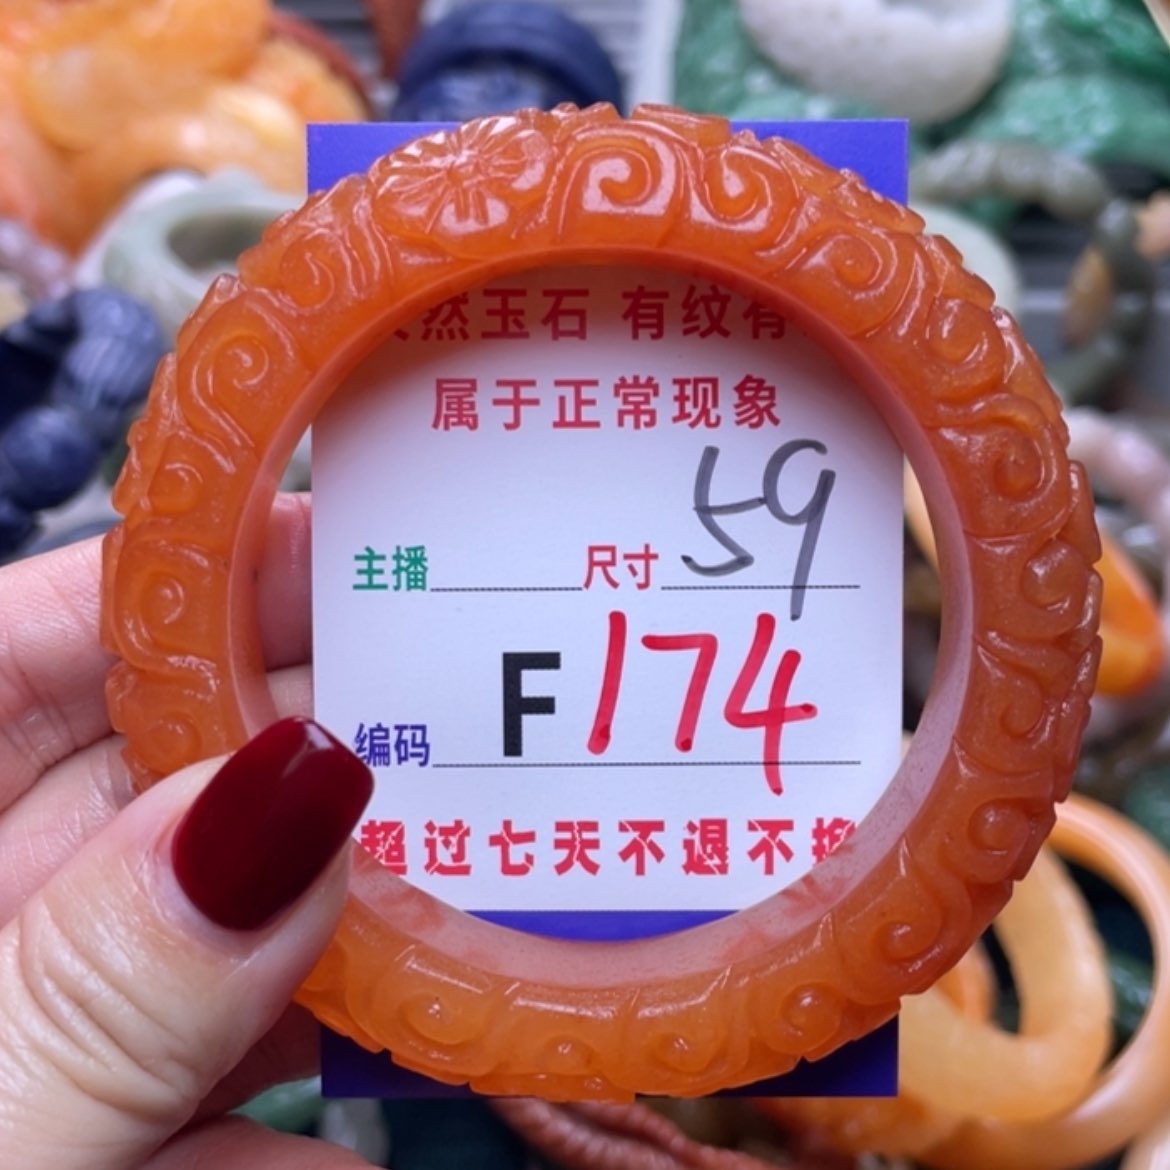 然玉石 有纹有
属于正常现象
主播 尺寸 59
编码 F174
超过七天不退不换